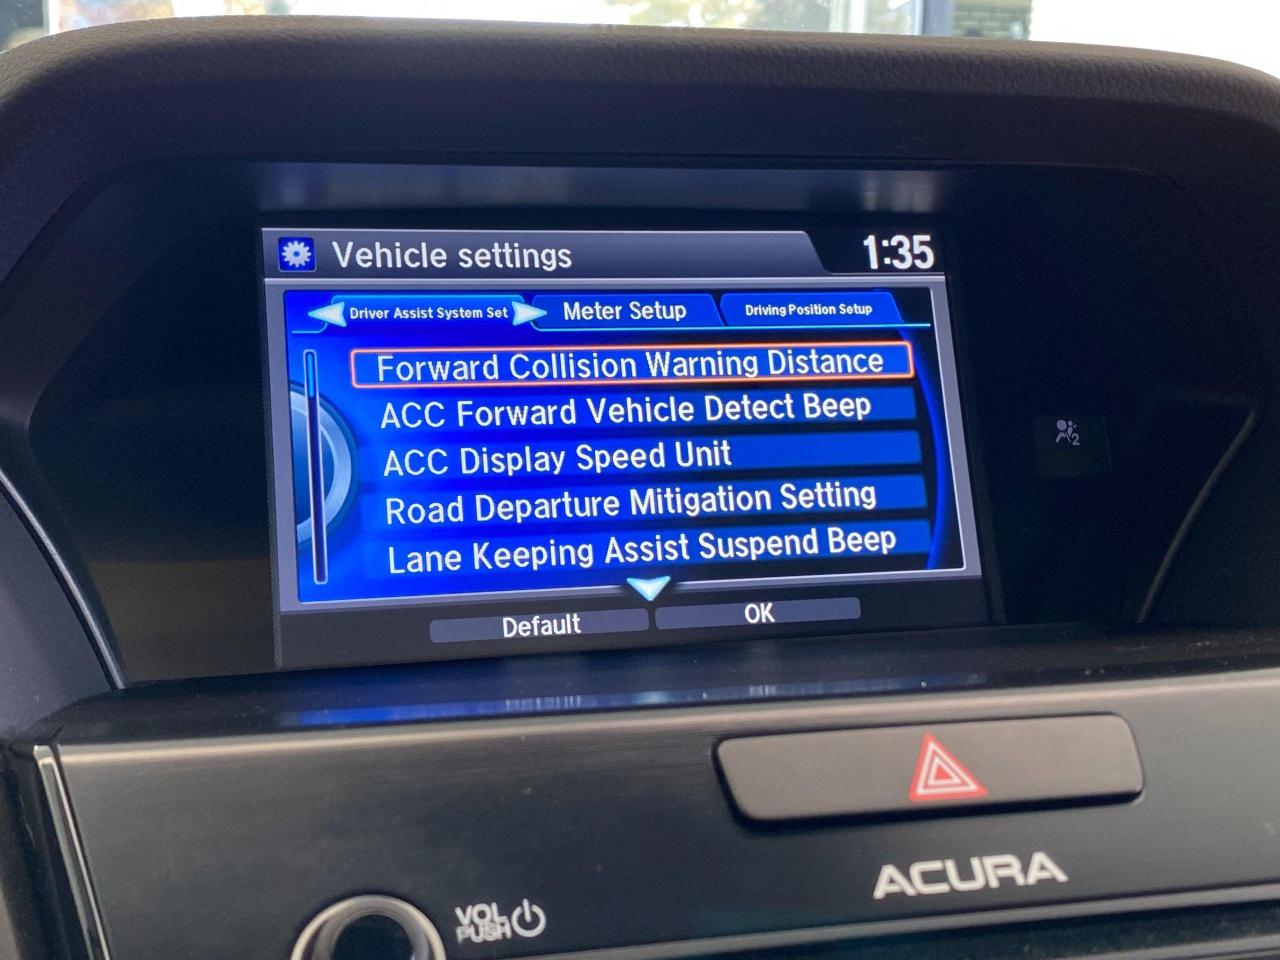 Vehicle settings 1:35
Driver Assist System Set Meter Setup Driving Position Setup
Forward Collision Warning Distance
ACC Forward Vehicle Detect Beep
ACC Display Speed Unit
Road Departure Mitigation Setting
Lane Keeping Assist Suspend Beep
Default OK
2
ACURA
VOL
PUSH